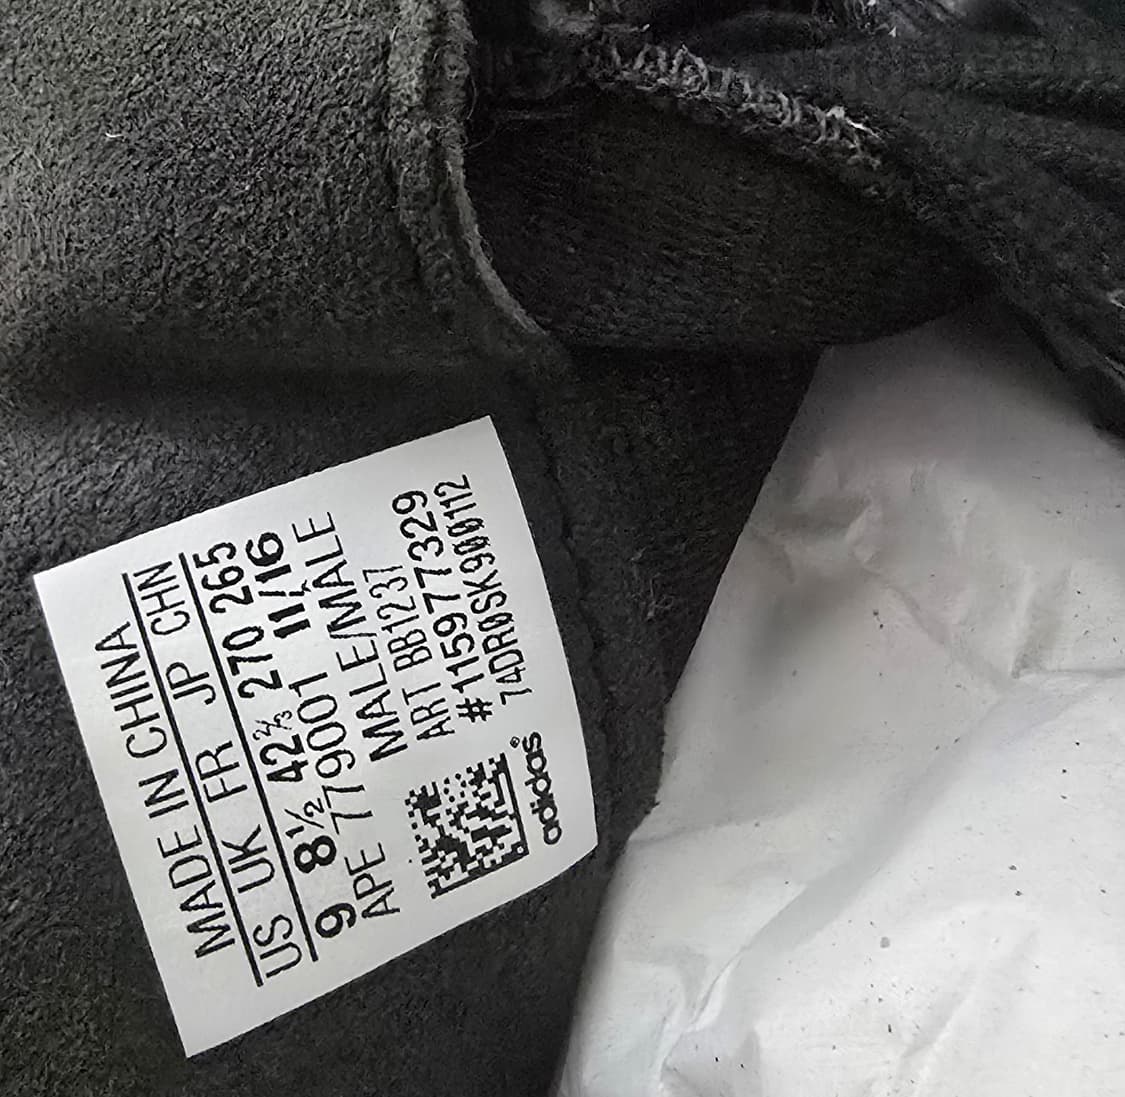 MADE IN CHINA
US UK FR JP CHN
9 8½ 42⅔ 270 265
APE 779001 11/16
MALE/MALE
ART BB1237
#115977329
74DR0SK900112
adidas®